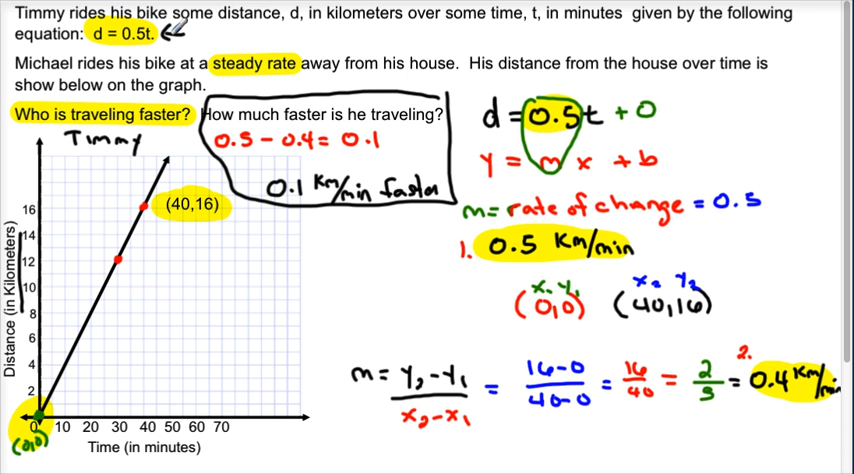 Timmy rides his bike some distance, d, in kilometers over some time, t, in minutes given by the following
equation: d = 0.5t.
Michael rides his bike at a steady rate away from his house. His distance from the house over time is
show below on the graph.
Who is traveling faster? How much faster is he traveling?
Timmy
0.5 - 0.4 = 0.1
0.1 Km/min faster
d = 0.5t + 0
y = m x + b
m = rate of change = 0.5
1. 0.5 Km/min
x₁ y₁ x₂ y₂
(0,0) (40,16)
m = y₂-y₁ / x₂-x₁ = 16-0 / 40-0 = 16/40 = 2/5 = 0.4 Km/min
2.
(40,16)
Distance (in Kilometers)
16
14
12
10
8
6
4
2
0 10 20 30 40 50 60 70
(0,0)
Time (in minutes)